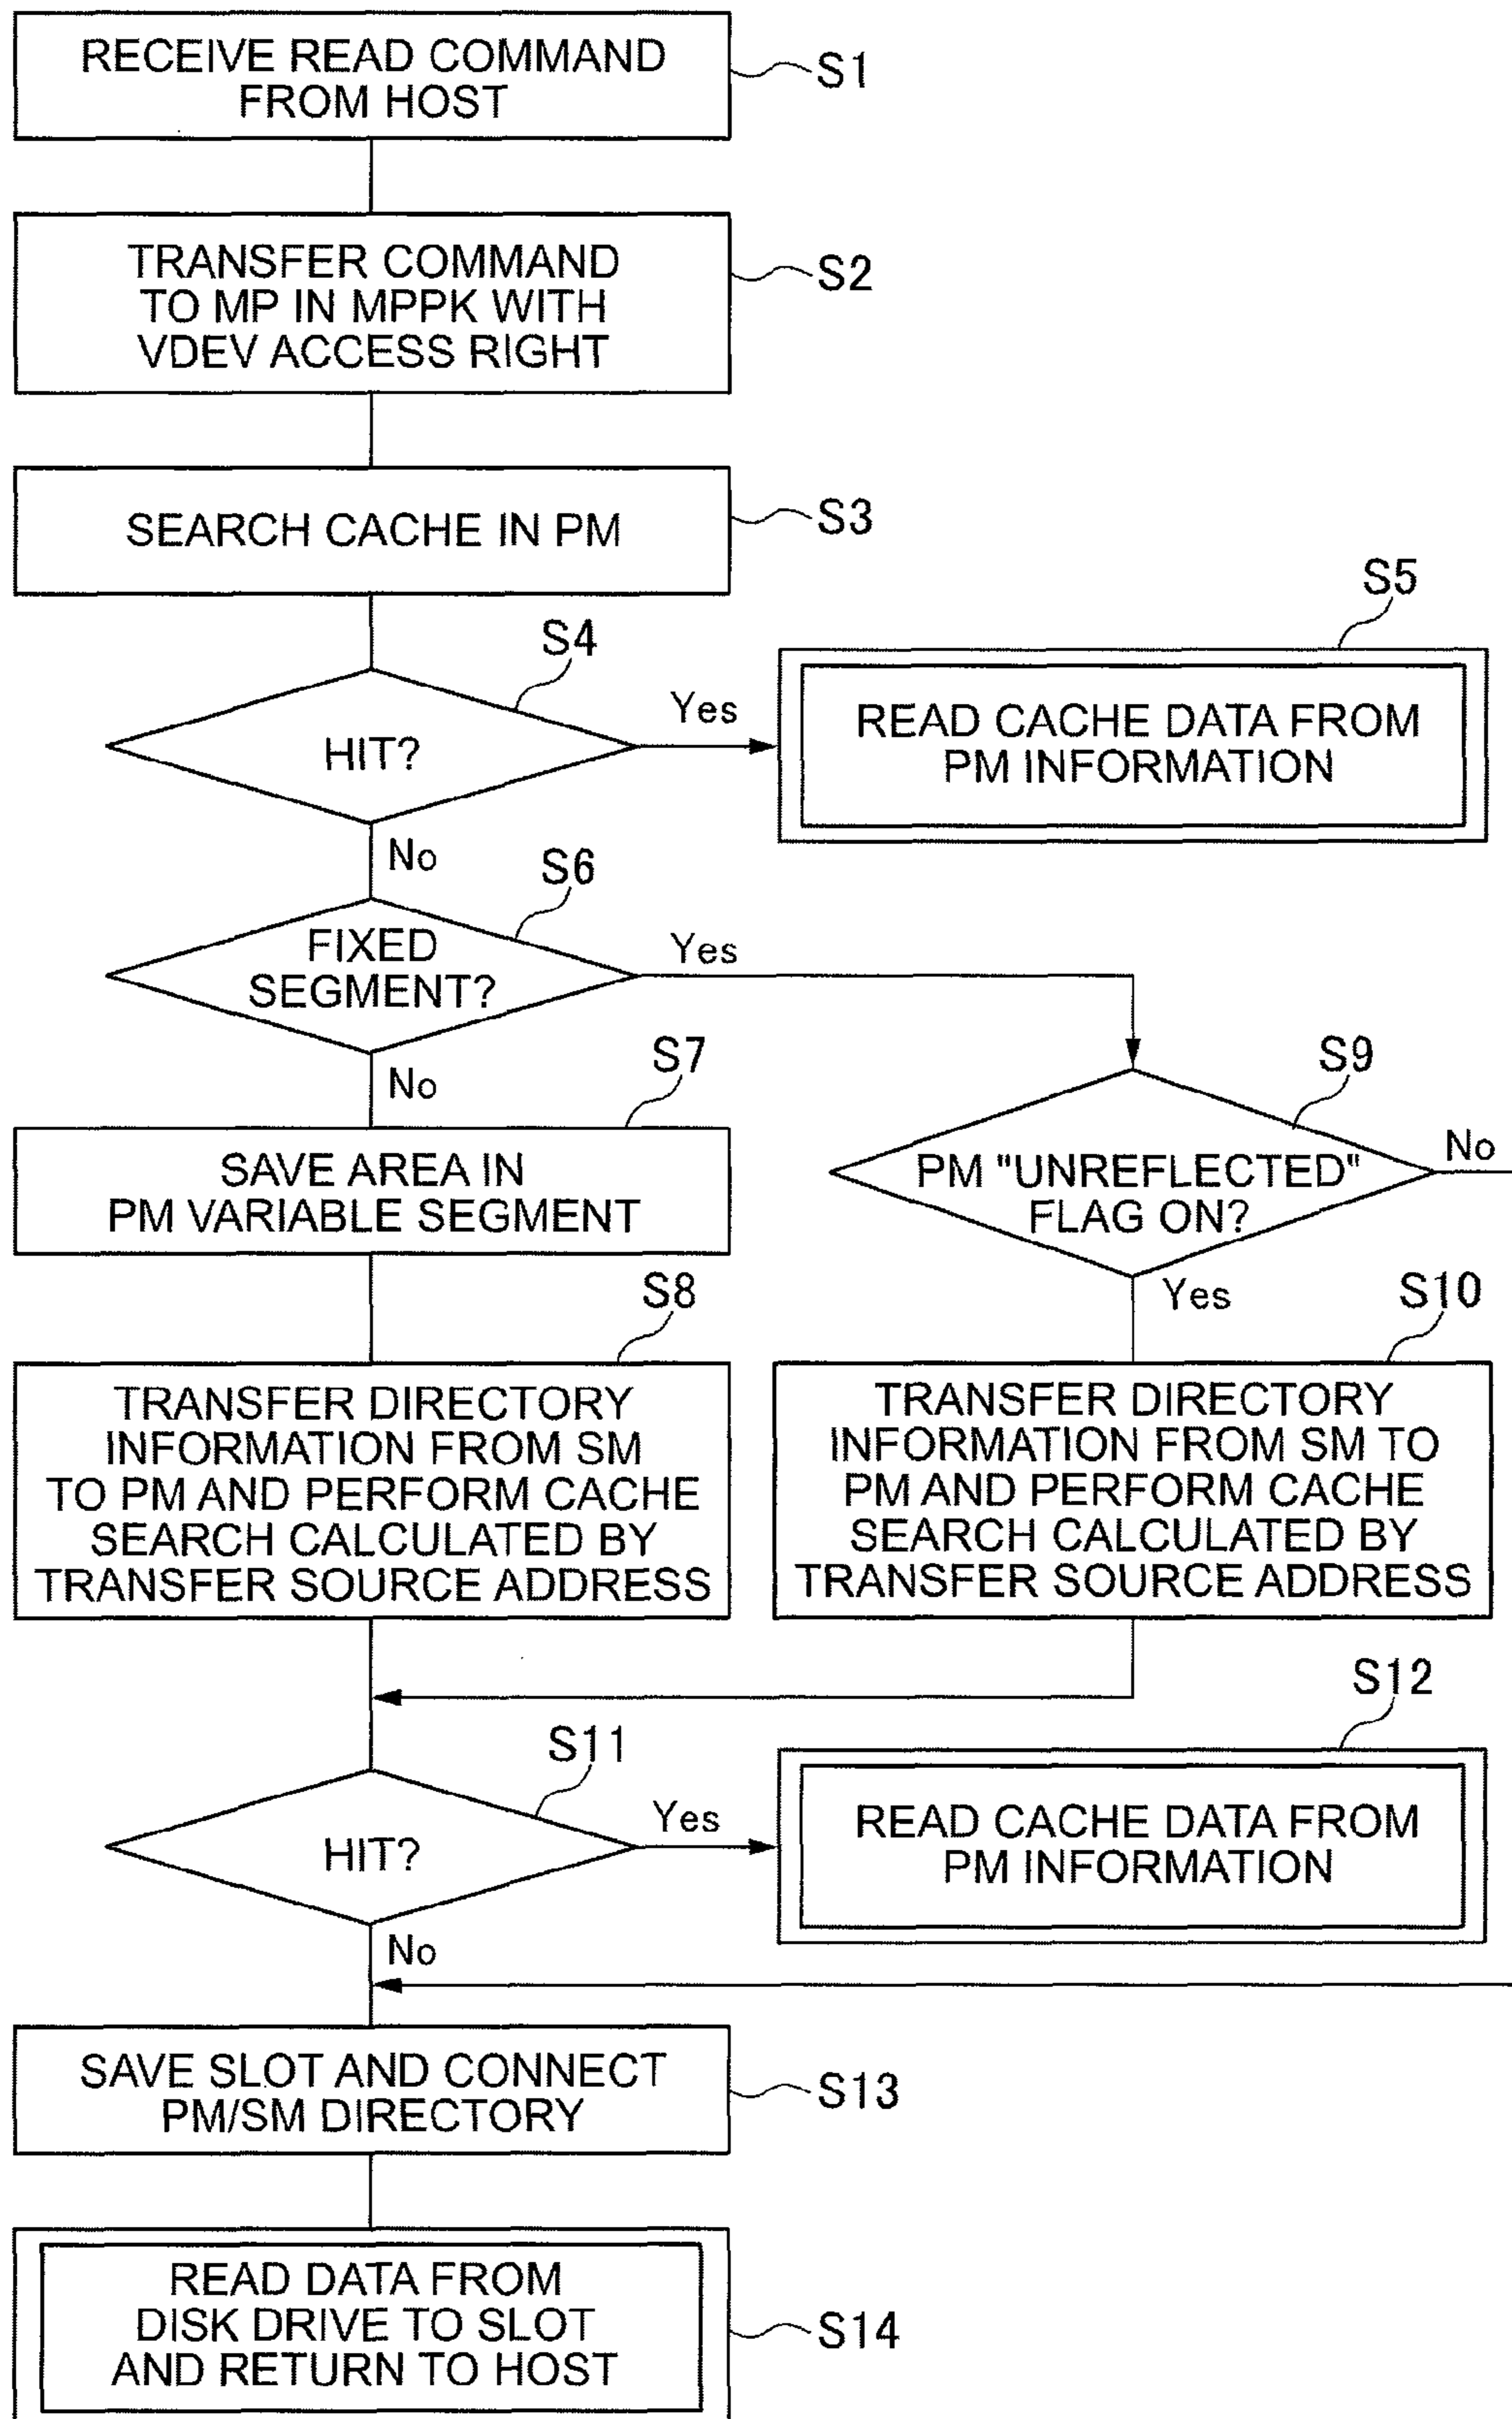 RECEIVE READ COMMAND
FROM HOST
S1
TRANSFER COMMAND
TO MP IN MPPK WITH
VDEV ACCESS RIGHT
S2
SEARCH CACHE IN PM
S3
S4
HIT?
Yes
No
S5
READ CACHE DATA FROM
PM INFORMATION
S6
FIXED
SEGMENT?
Yes
No
S7
SAVE AREA IN
PM VARIABLE SEGMENT
S9
PM "UNREFLECTED"
FLAG ON?
No
Yes
S8
TRANSFER DIRECTORY
INFORMATION FROM SM
TO PM AND PERFORM CACHE
SEARCH CALCULATED BY
TRANSFER SOURCE ADDRESS
S10
TRANSFER DIRECTORY
INFORMATION FROM SM TO
PM AND PERFORM CACHE
SEARCH CALCULATED BY
TRANSFER SOURCE ADDRESS
S11
HIT?
Yes
No
S12
READ CACHE DATA FROM
PM INFORMATION
SAVE SLOT AND CONNECT
PM/SM DIRECTORY
S13
READ DATA FROM
DISK DRIVE TO SLOT
AND RETURN TO HOST
S14